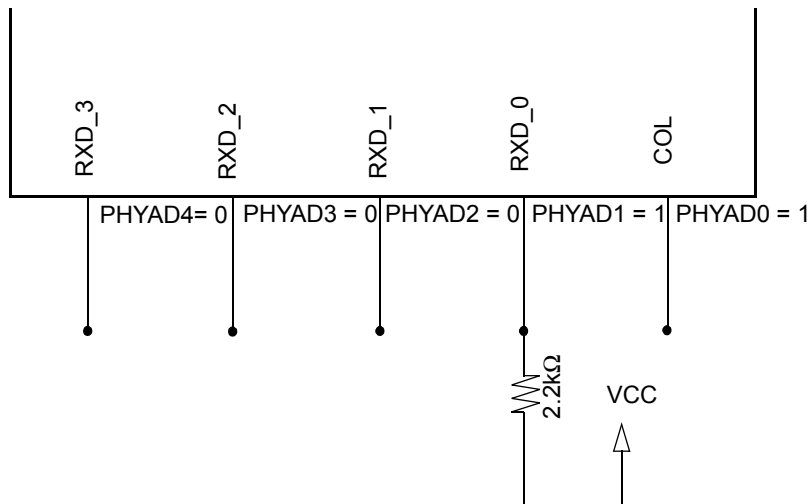 RXD_3
RXD_2
RXD_1
RXD_0
COL
PHYAD4= 0
PHYAD3 = 0
PHYAD2 = 0
PHYAD1 = 1
PHYAD0 = 1
2.2kΩ
VCC